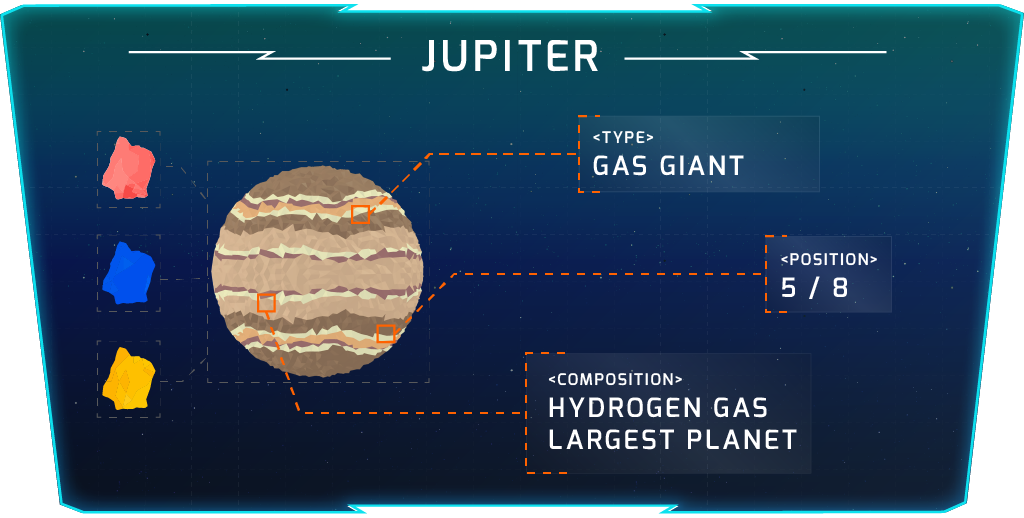 JUPITER
<TYPE>
GAS GIANT
<POSITION>
5 / 8
<COMPOSITION>
HYDROGEN GAS
LARGEST PLANET